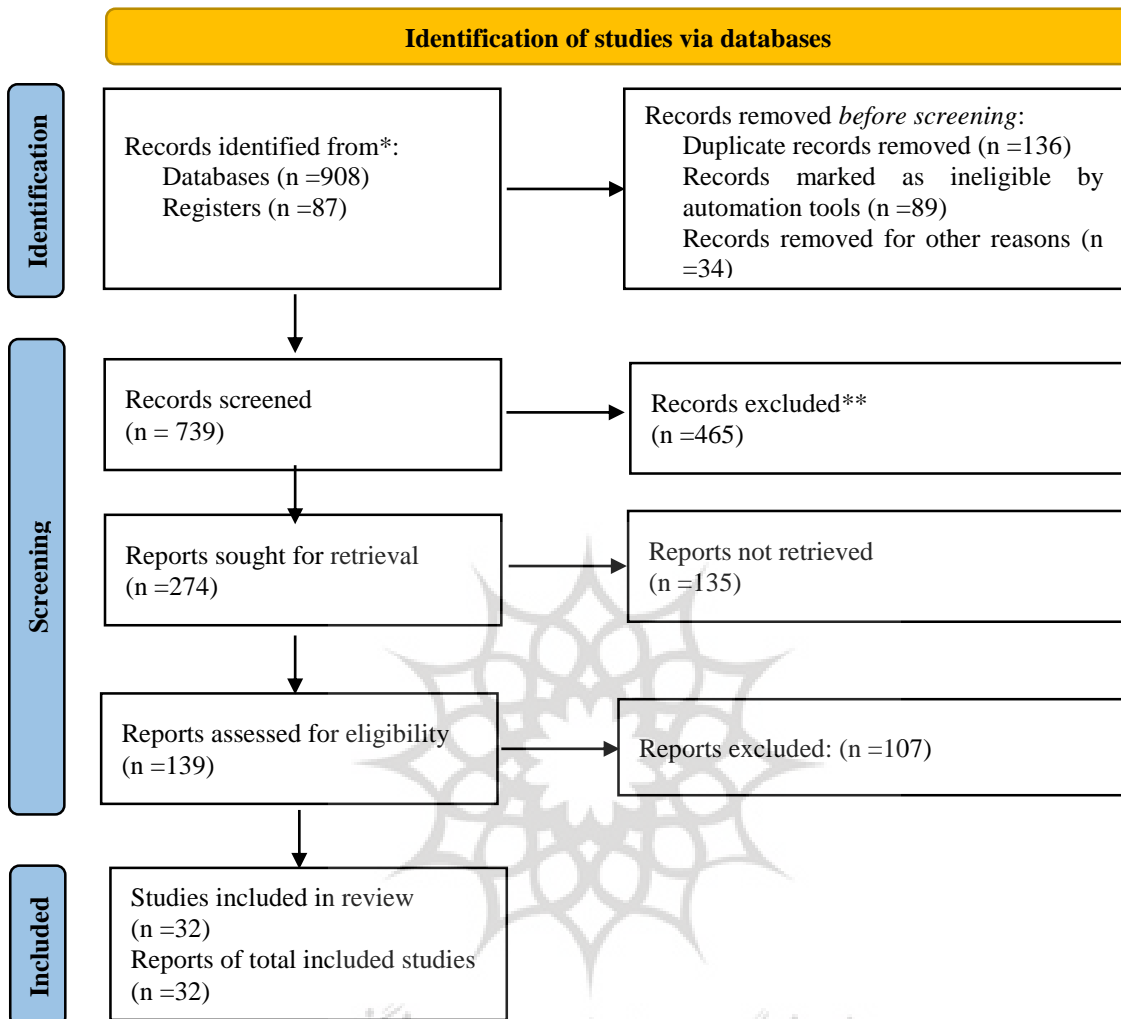 Identification of studies via databases
Identification
Records identified from*:
Databases (n =908)
Registers (n =87)
Records removed before screening:
Duplicate records removed (n =136)
Records marked as ineligible by
automation tools (n =89)
Records removed for other reasons (n
=34)
Screening
Records screened
(n = 739)
Records excluded**
(n =465)
Reports sought for retrieval
(n =274)
Reports not retrieved
(n =135)
Reports assessed for eligibility
(n =139)
Reports excluded: (n =107)
Included
Studies included in review
(n =32)
Reports of total included studies
(n =32)